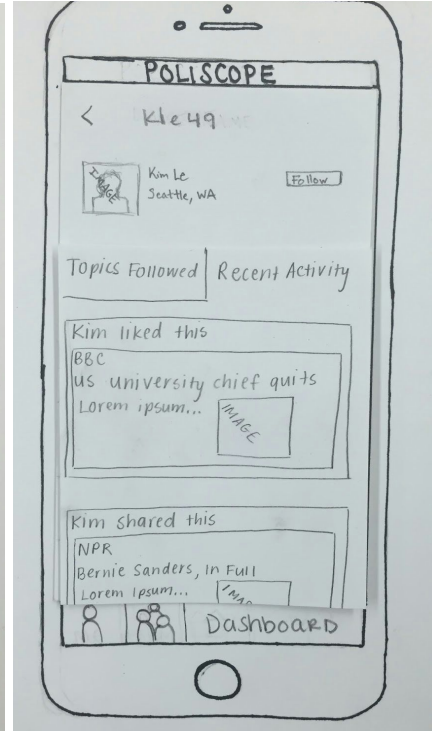 POLISCOPE
< Kle49
IMAGE
Kim Le
Seattle, WA
Follow
Topics Followed
Recent Activity
Kim liked this
BBC
us university chief quits
Lorem ipsum...
IMAGE
Kim shared this
NPR
Bernie Sanders, In Full
Lorem Ipsum...
IMA
DashboARD